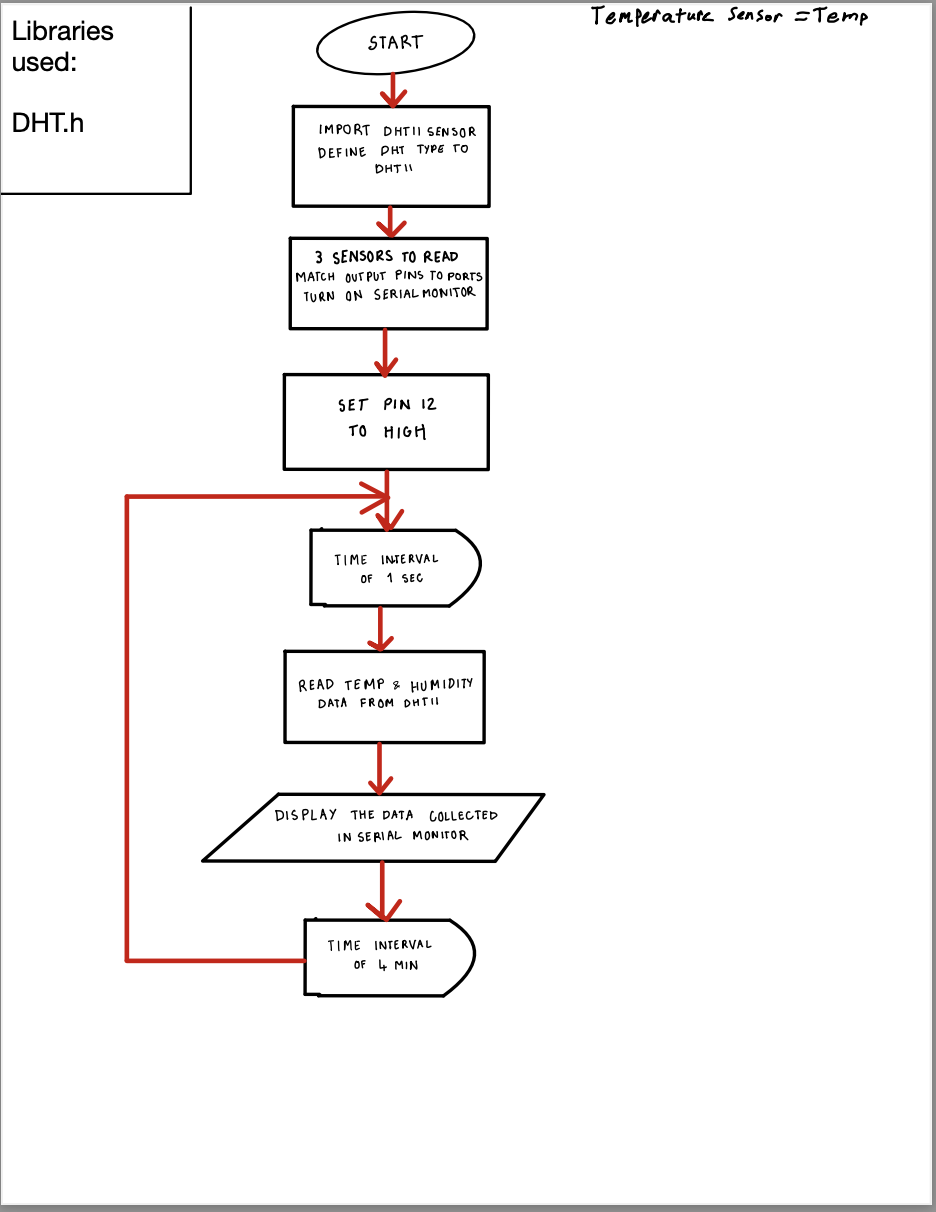 Libraries
used:
DHT.h
Temperature Sensor = Temp
START
IMPORT DHT11 SENSOR
DEFINE DHT TYPE TO
DHT11
3 SENSORS TO READ
MATCH OUTPUT PINS TO PORTS
TURN ON SERIAL MONITOR
SET PIN 12
TO HIGH
TIME INTERVAL
OF 1 SEC
READ TEMP & HUMIDITY
DATA FROM DHT11
DISPLAY THE DATA COLLECTED
IN SERIAL MONITOR
TIME INTERVAL
OF 4 MIN